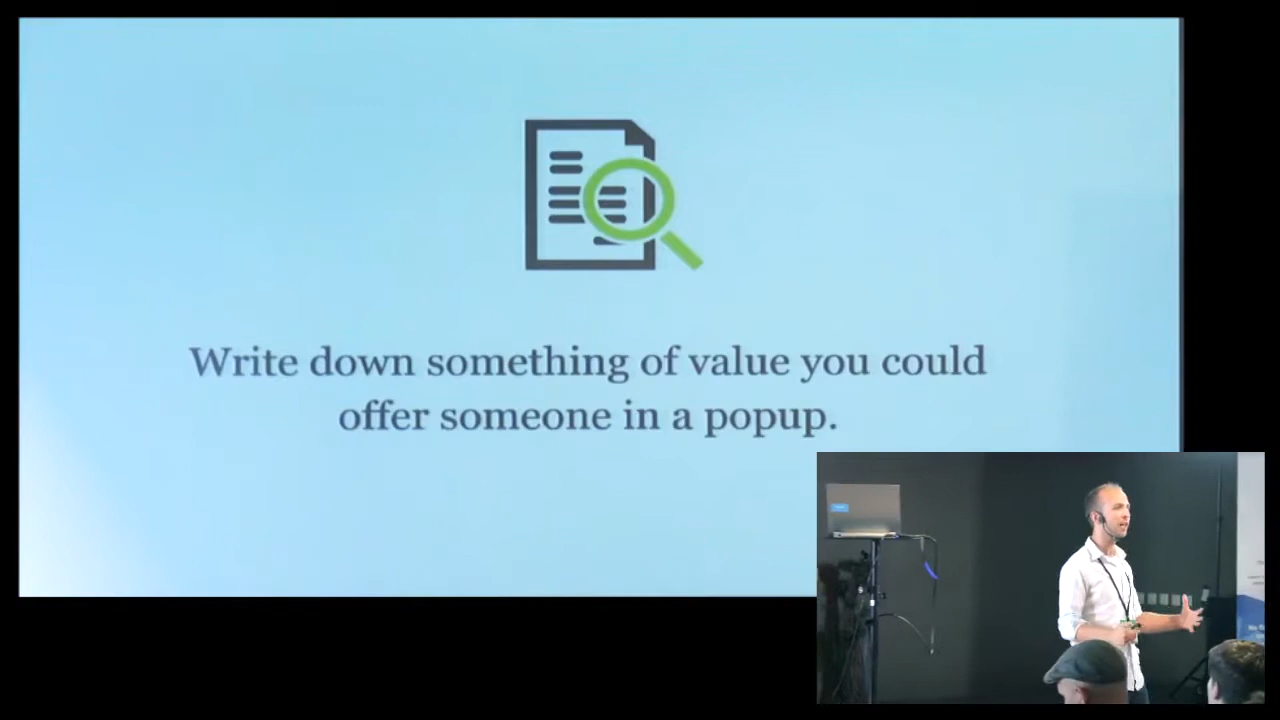 Write down something of value you could
offer someone in a popup.